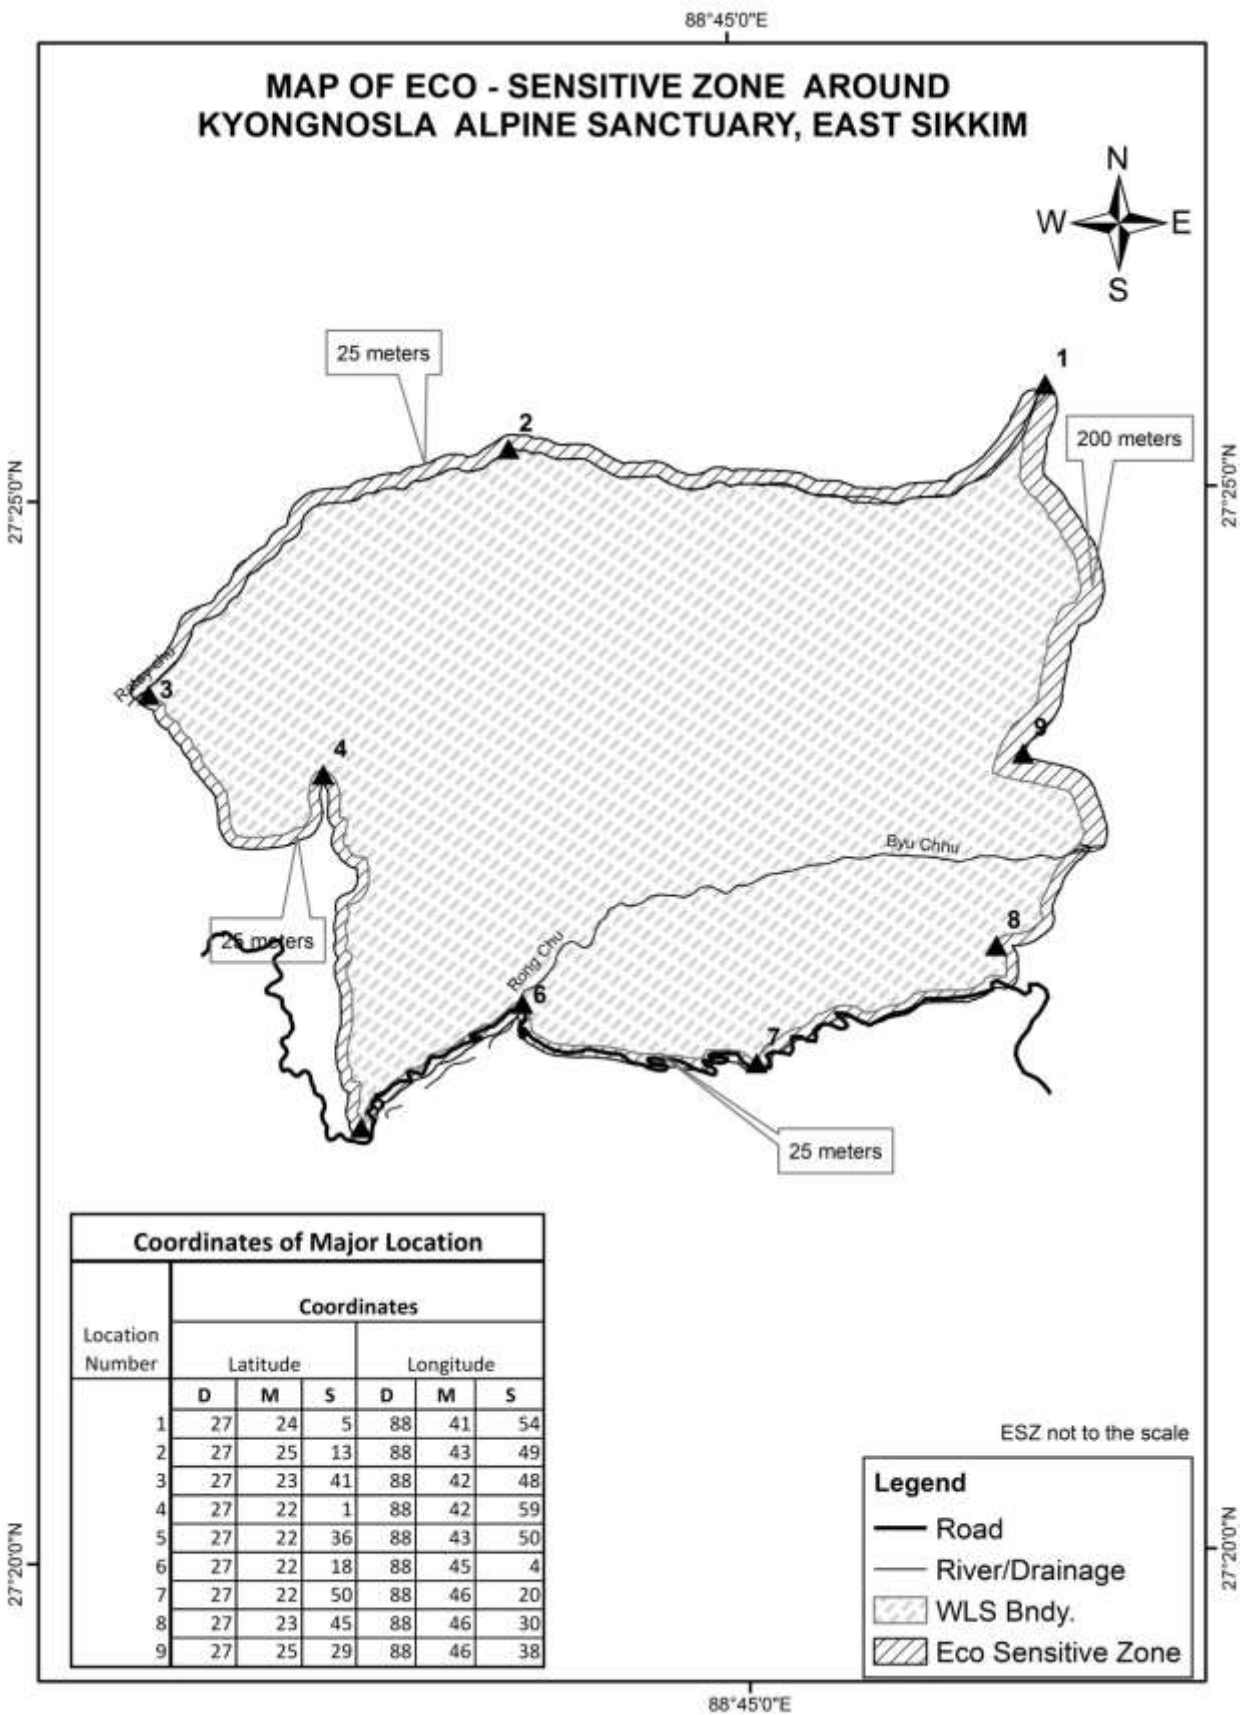 88°45'0"E
MAP OF ECO - SENSITIVE ZONE AROUND
KYONGNOSLA ALPINE SANCTUARY, EAST SIKKIM
N
W E
S
25 meters
1
2
200 meters
27°25'0"N
27°25'0"N
3
4
9
Byu Chhu
8
25 meters
Rong Chu
6
7
25 meters
Coordinates of Major Location
Location Number
Coordinates
Latitude Longitude
D M S D M S
1 27 24 5 88 41 54
2 27 25 13 88 43 49
3 27 23 41 88 42 48
4 27 22 1 88 42 59
5 27 22 36 88 43 50
6 27 22 18 88 45 4
7 27 22 50 88 46 20
8 27 23 45 88 46 30
9 27 25 29 88 46 38
ESZ not to the scale
Legend
Road
River/Drainage
WLS Bndy.
Eco Sensitive Zone
27°20'0"N
27°20'0"N
88°45'0"E